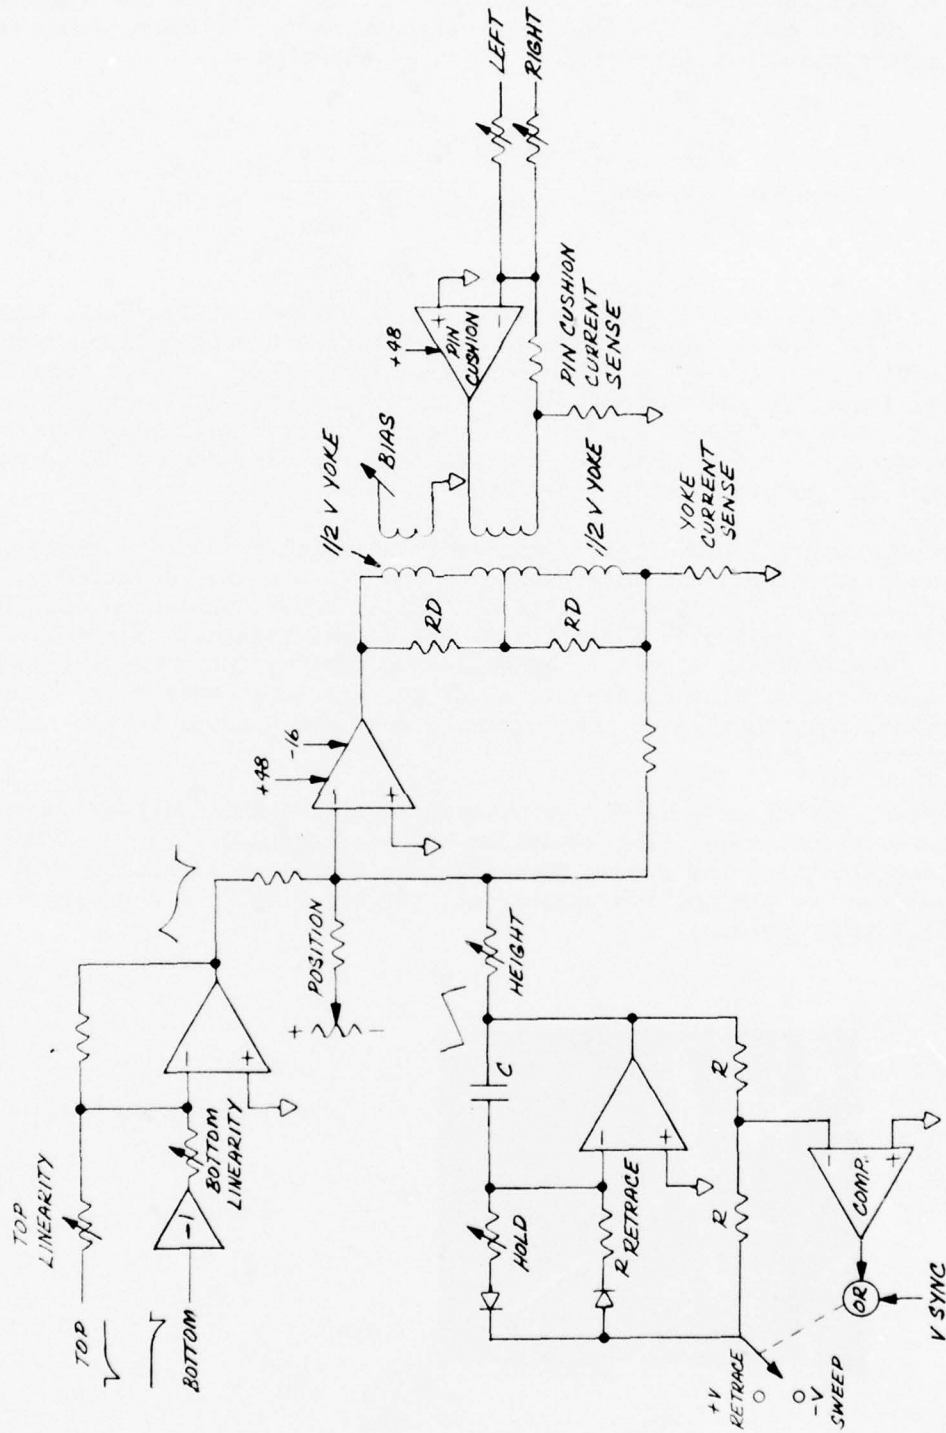 TOP
LINEARITY
TOP
-1
BOTTOM
BOTTOM
LINEARITY
-
+
+
POSITION
-
+48
-16
-
+
HEIGHT
C
HOLD
R RETRACE
-
+
R
R
+V
RETRACE
-V
SWEEP
OR
V SYNC
COMP.
-
+
1/2 V YOKE
BIAS
RD
RD
1/2 V YOKE
YOKE
CURRENT
SENSE
+48
PIN
CUSHION
+
-
PIN CUSHION
CURRENT
SENSE
LEFT
RIGHT